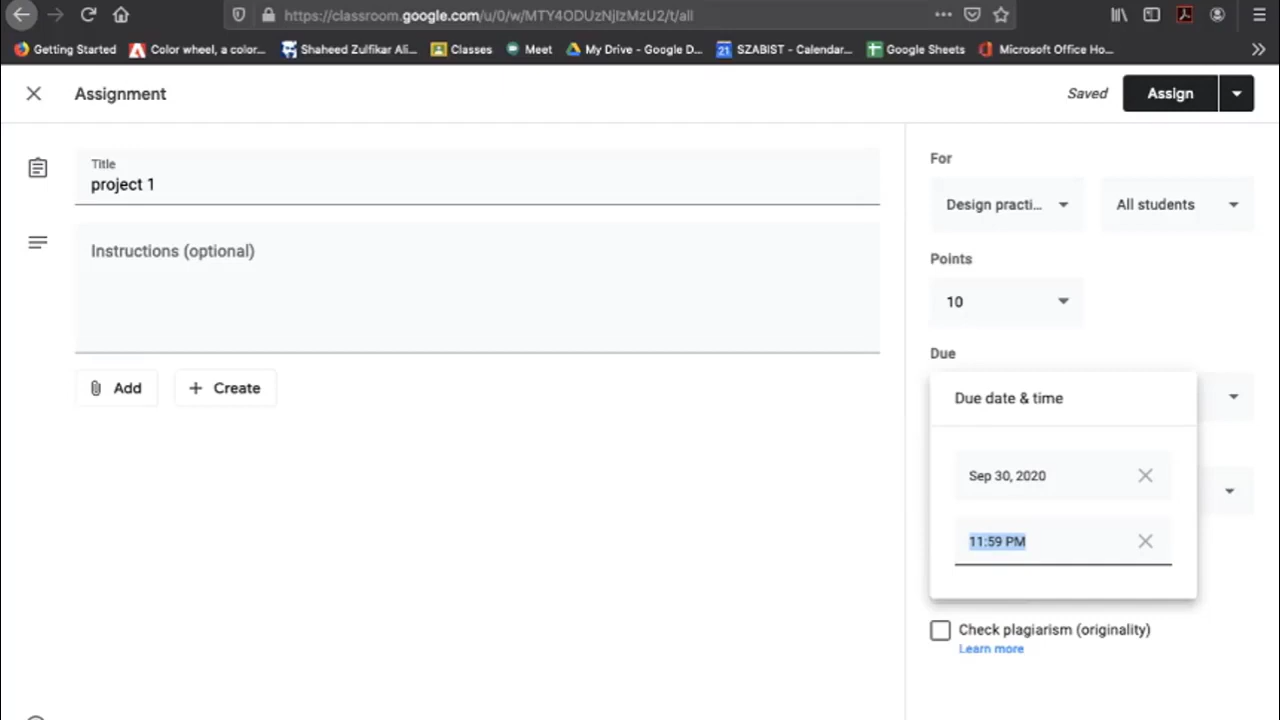 https://classroom.google.com/u/0/w/MTY4ODUzNjIzMzU2/t/all
Getting Started
Color wheel, a color...
Shaheed Zulfikar Ali...
Classes
Meet
My Drive - Google D...
21
SZABIST - Calendar...
Google Sheets
Microsoft Office Ho...
Assignment
Saved
Assign
Title
project 1
Instructions (optional)
Add
Create
For
Design practi...
All students
Points
10
Due
Due date & time
Sep 30, 2020
11:59 PM
Check plagiarism (originality)
Learn more